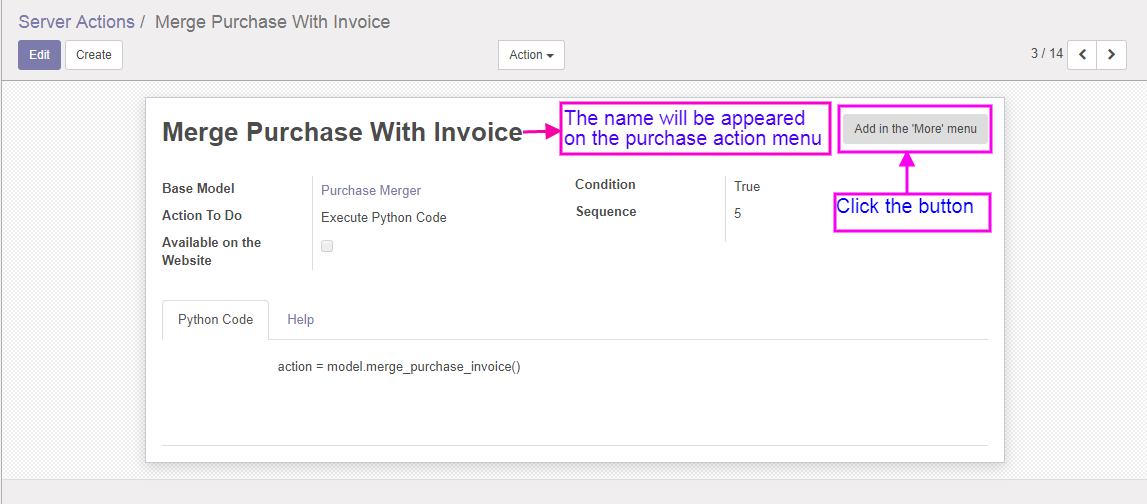 Server Actions / Merge Purchase With Invoice
Edit
Create
Action
3 / 14
Merge Purchase With Invoice
The name will be appeared
on the purchase action menu
Add in the 'More' menu
Click the button
Base Model
Purchase Merger
Action To Do
Execute Python Code
Available on the
Website
Condition
True
Sequence
5
Python Code
Help
action = model.merge_purchase_invoice()